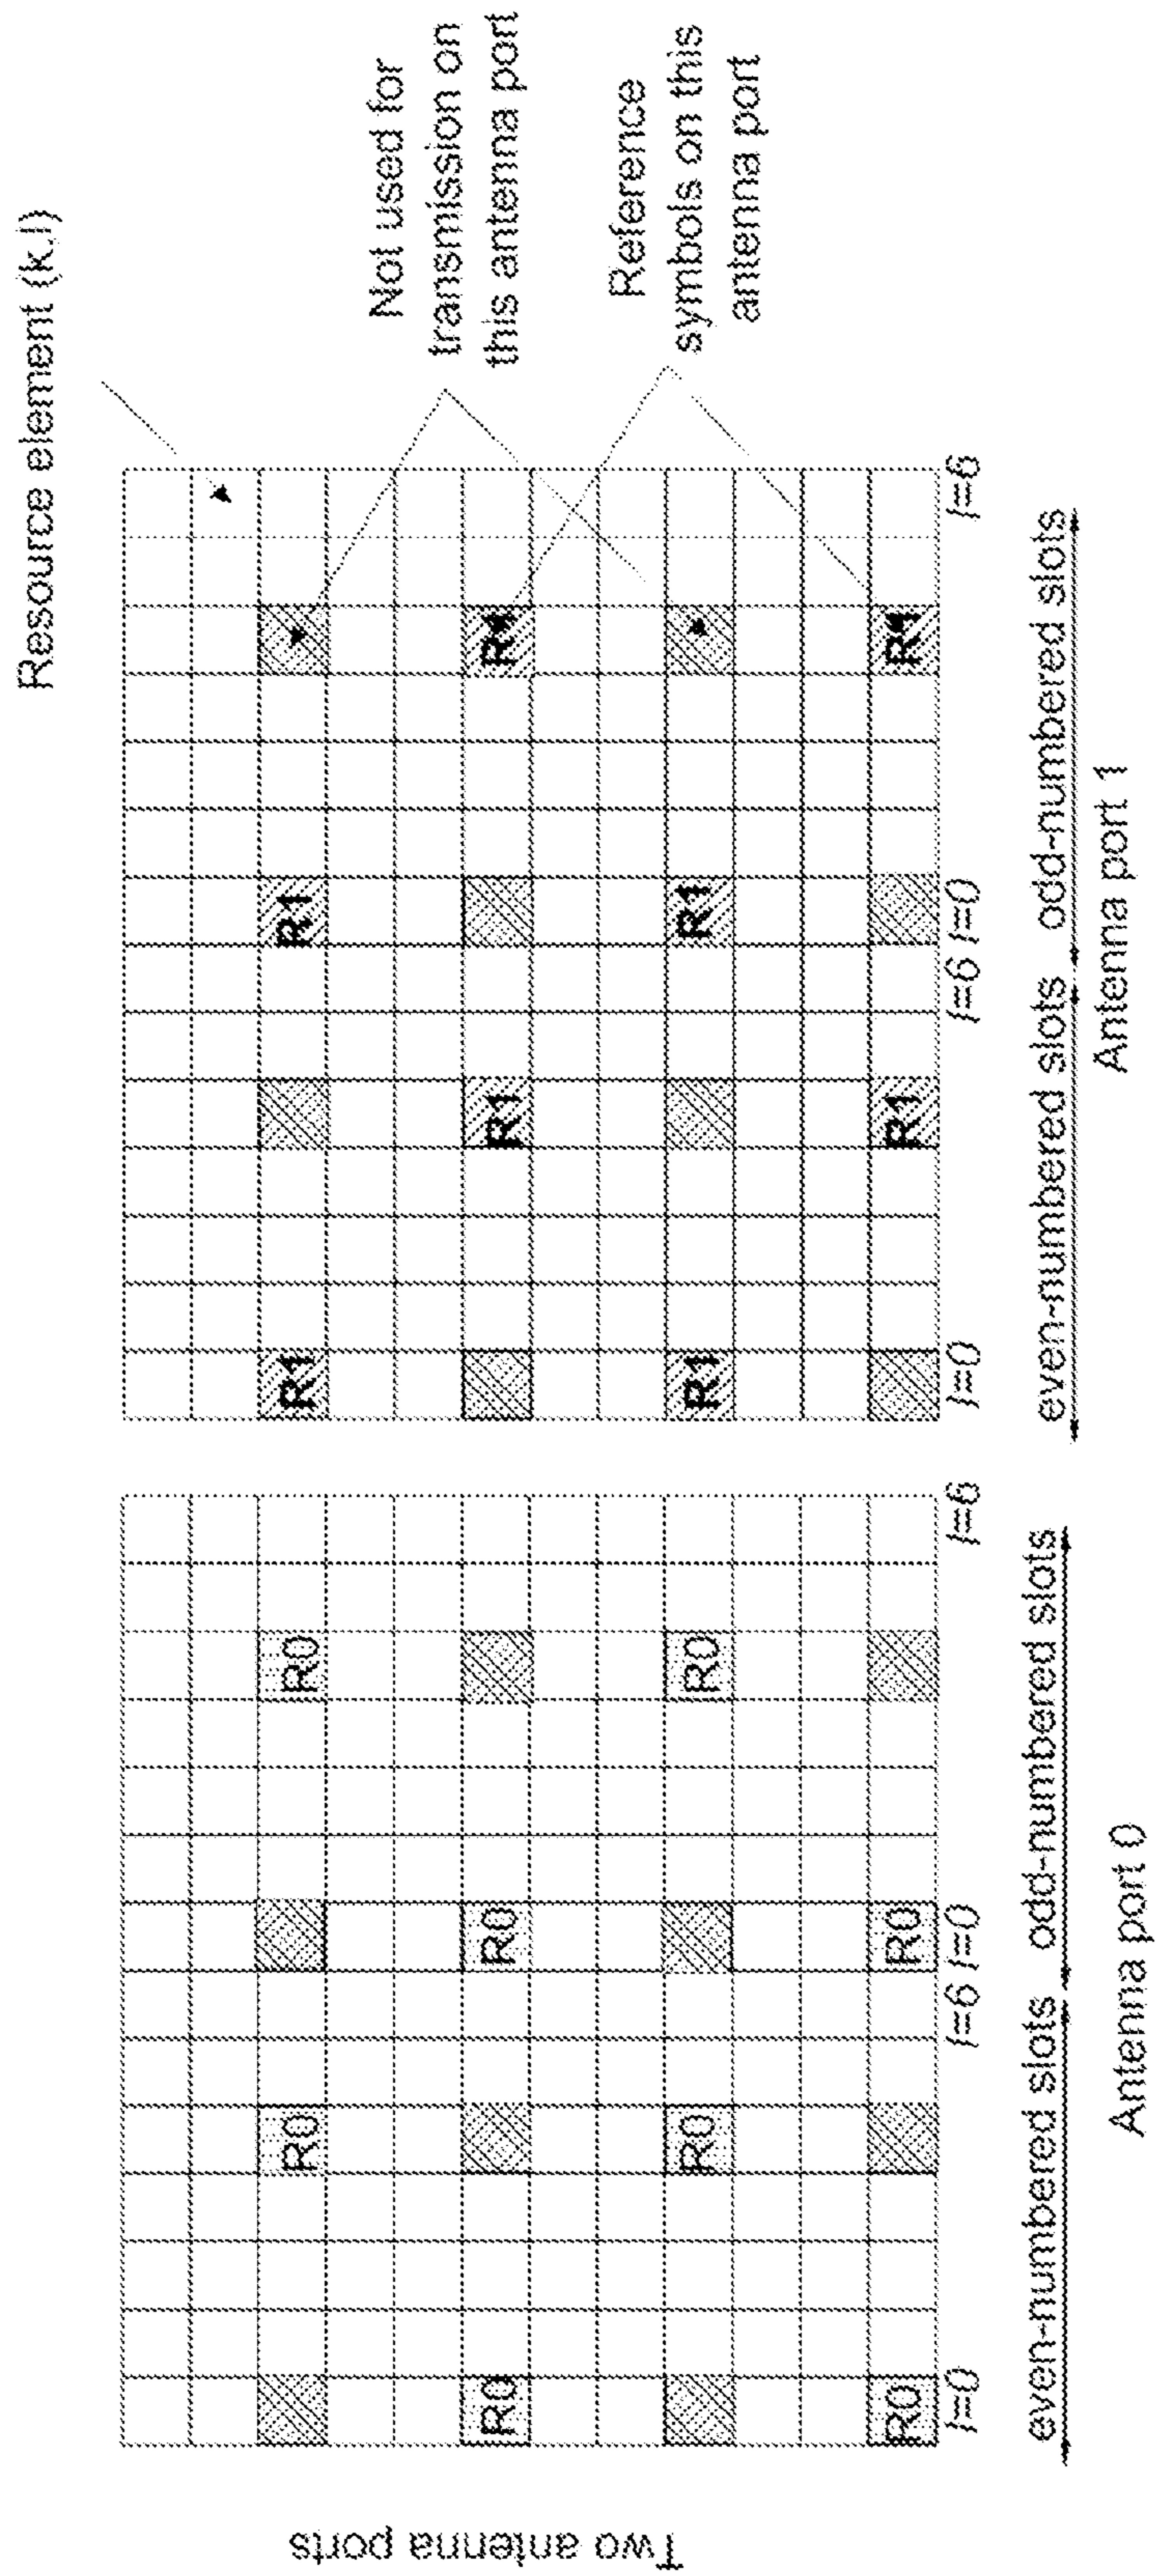 Resource element (k,l)
Two antenna ports
R0 R0 R1 R1
Not used for
transmission on
this antenna port
R0 R0 R1 R1
Reference
symbols on this
antenna port
R0 R0 R1 R1
R0 R0 R1 R1
l=0 l=6 l=0 l=6 l=0 l=6 l=0 l=6
even-numbered slots odd-numbered slots even-numbered slots odd-numbered slots
Antenna port 0 Antenna port 1